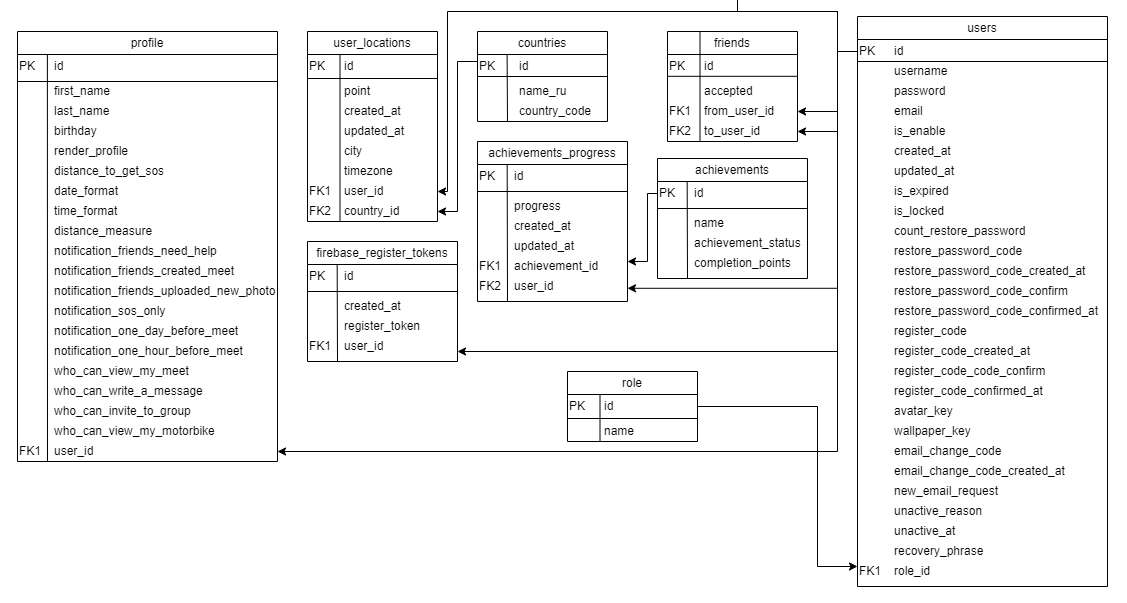 profile
PK id
first_name
last_name
birthday
render_profile
distance_to_get_sos
date_format
time_format
distance_measure
notification_friends_need_help
notification_friends_created_meet
notification_friends_uploaded_new_photo
notification_sos_only
notification_one_day_before_meet
notification_one_hour_before_meet
who_can_view_my_meet
who_can_write_a_message
who_can_invite_to_group
who_can_view_my_motorbike
FK1 user_id
user_locations
PK id
point
created_at
updated_at
city
timezone
FK1 user_id
FK2 country_id
firebase_register_tokens
PK id
created_at
register_token
FK1 user_id
countries
PK id
name_ru
country_code
achievements_progress
PK id
progress
created_at
updated_at
FK1 achievement_id
FK2 user_id
friends
PK id
accepted
FK1 from_user_id
FK2 to_user_id
achievements
PK id
name
achievement_status
completion_points
role
PK id
name
users
PK id
username
password
email
is_enable
created_at
updated_at
is_expired
is_locked
count_restore_password
restore_password_code
restore_password_code_created_at
restore_password_code_confirm
restore_password_code_confirmed_at
register_code
register_code_created_at
register_code_code_confirm
register_code_confirmed_at
avatar_key
wallpaper_key
email_change_code
email_change_code_created_at
new_email_request
unactive_reason
unactive_at
recovery_phrase
FK1 role_id